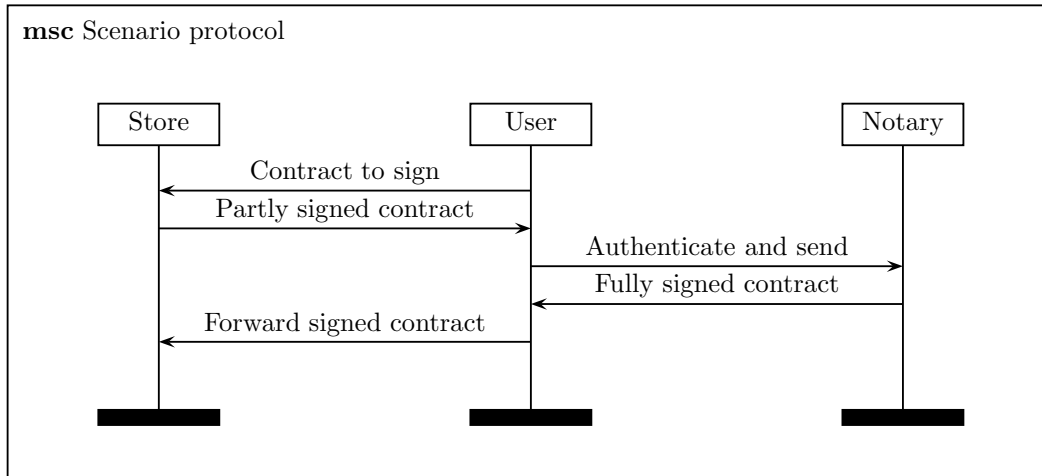 msc Scenario protocol
Store
User
Notary
Contract to sign
Partly signed contract
Authenticate and send
Fully signed contract
Forward signed contract